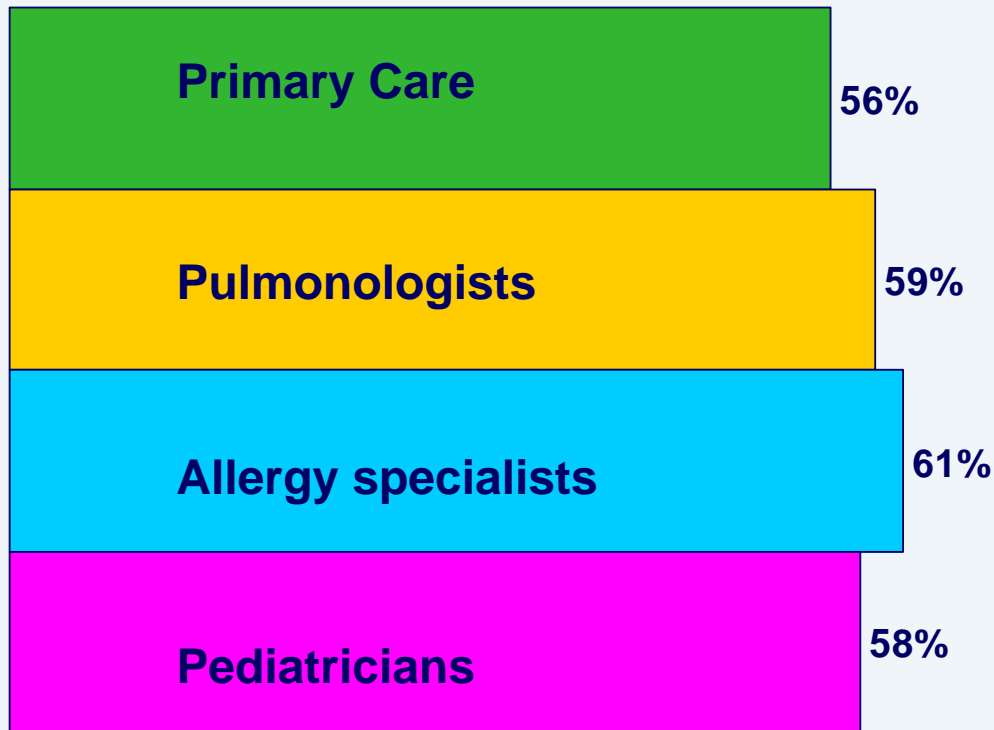 Primary Care
56%
Pulmonologists
59%
Allergy specialists
61%
Pediatricians
58%